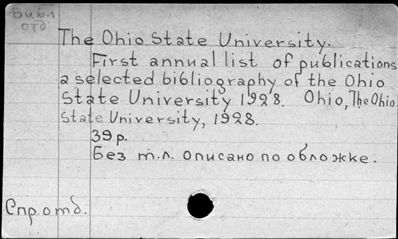 Библ
отд.
The Ohio State University.
First annual list of publications
a selected bibliography of the Ohio
State University 1928. Ohio, The Ohio
State University, 1928.
39 p.
Без т.л. описано по обложке.
Спр. отд.